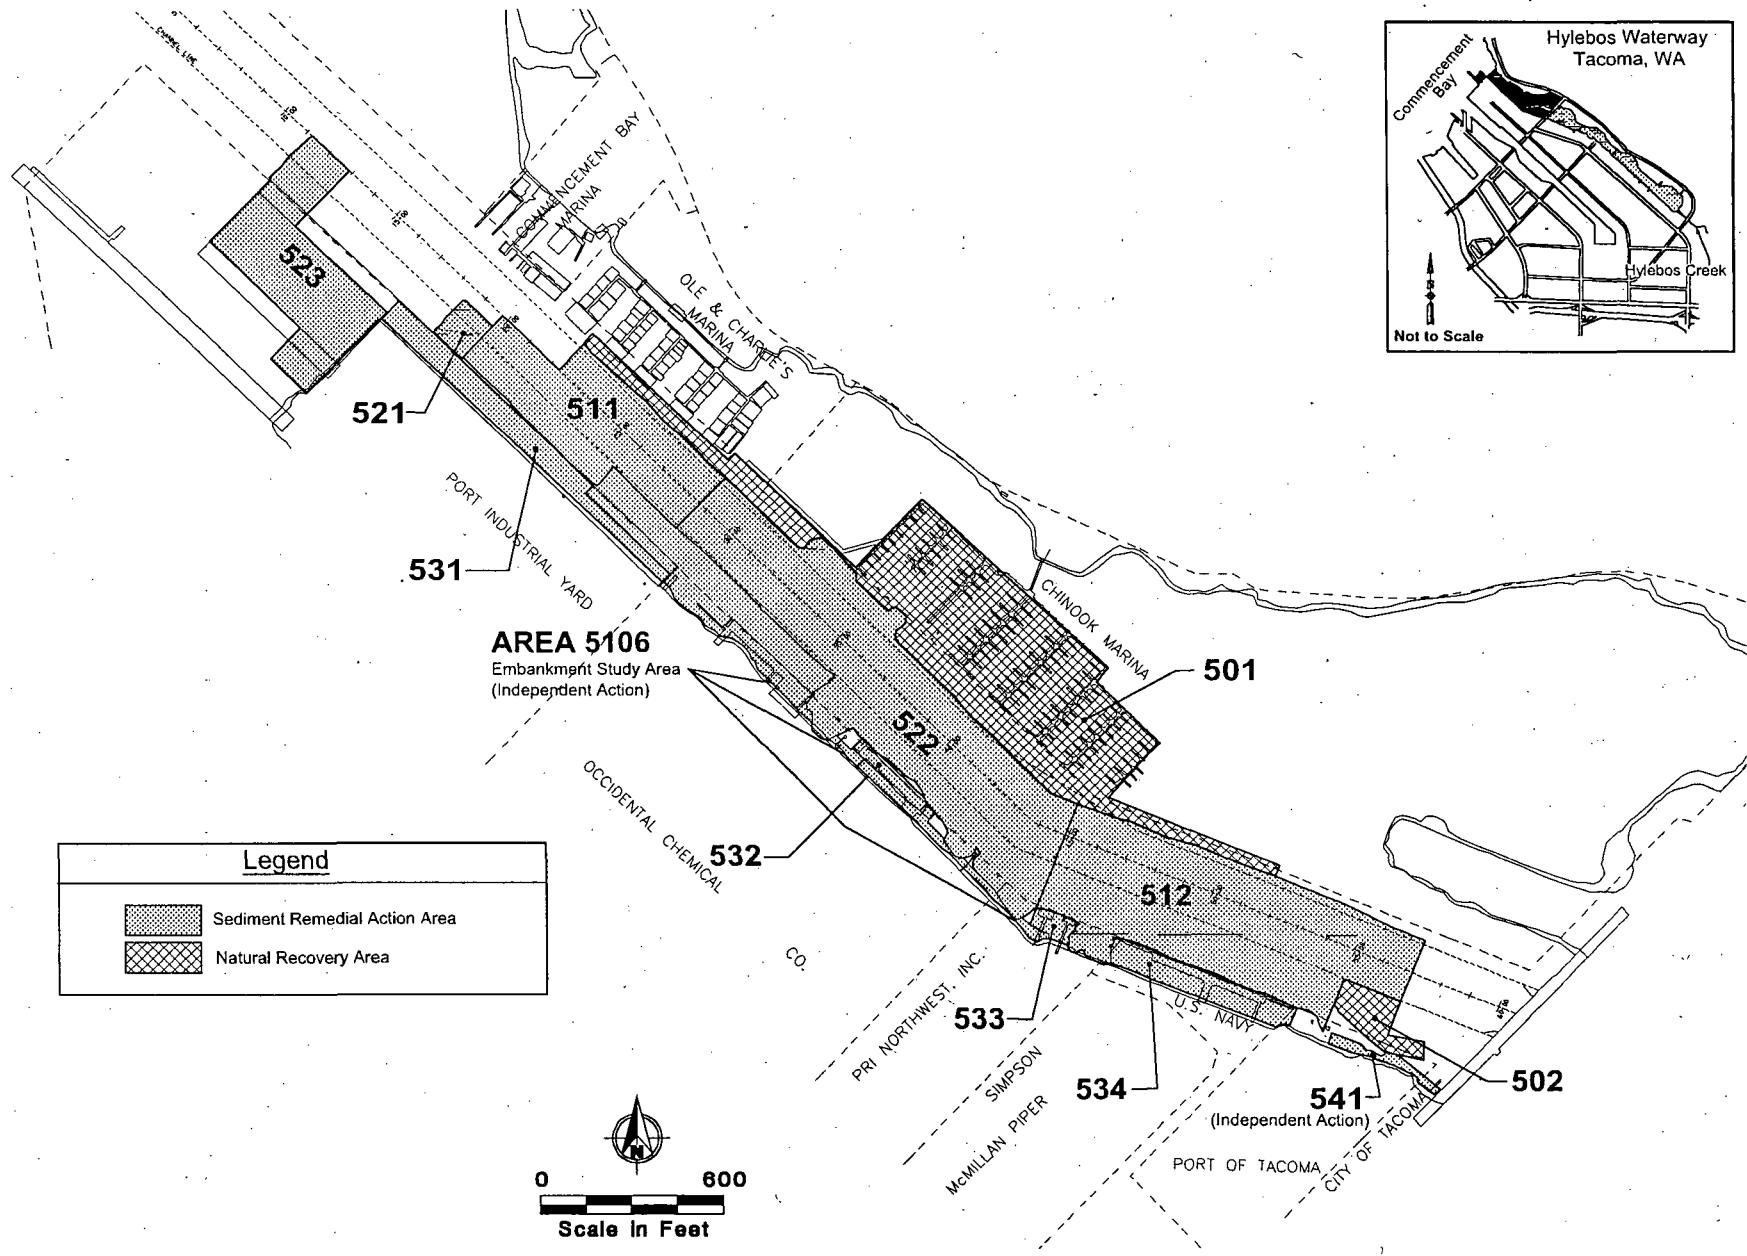 CHANNEL LINE
Hylebos Waterway
Tacoma, WA
Commencement
Bay
Hylebos Creek
N
Not to Scale
COMMENCEMENT BAY
MARINA
OLE & CHARLIE'S
MARINA
523
521
511
PORT INDUSTRIAL YARD
531
CHINOOK MARINA
501
AREA 5106
Embankment Study Area
(Independent Action)
522
OCCIDENTAL CHEMICAL
CO.
532
512
Legend
Sediment Remedial Action Area
Natural Recovery Area
PRI NORTHWEST, INC.
533
SIMPSON
McMILLAN PIPER
U.S. NAVY
534
541
(Independent Action)
502
PORT OF TACOMA
CITY OF TACOMA
N
0 600
Scale in Feet